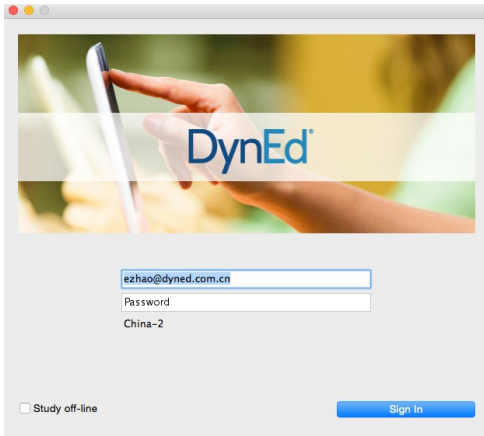 DynEd®
ezhao@dyned.com.cn
Password
China-2
Study off-line
Sign In